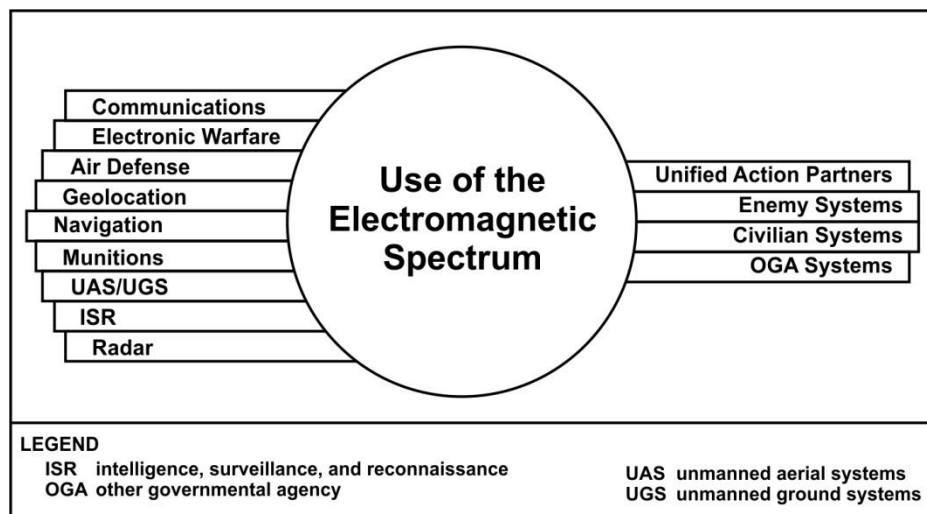 Communications
Electronic Warfare
Air Defense
Geolocation
Navigation
Munitions
UAS/UGS
ISR
Radar
Use of the
Electromagnetic
Spectrum
Unified Action Partners
Enemy Systems
Civilian Systems
OGA Systems
LEGEND
ISR intelligence, surveillance, and reconnaissance
OGA other governmental agency
UAS unmanned aerial systems
UGS unmanned ground systems